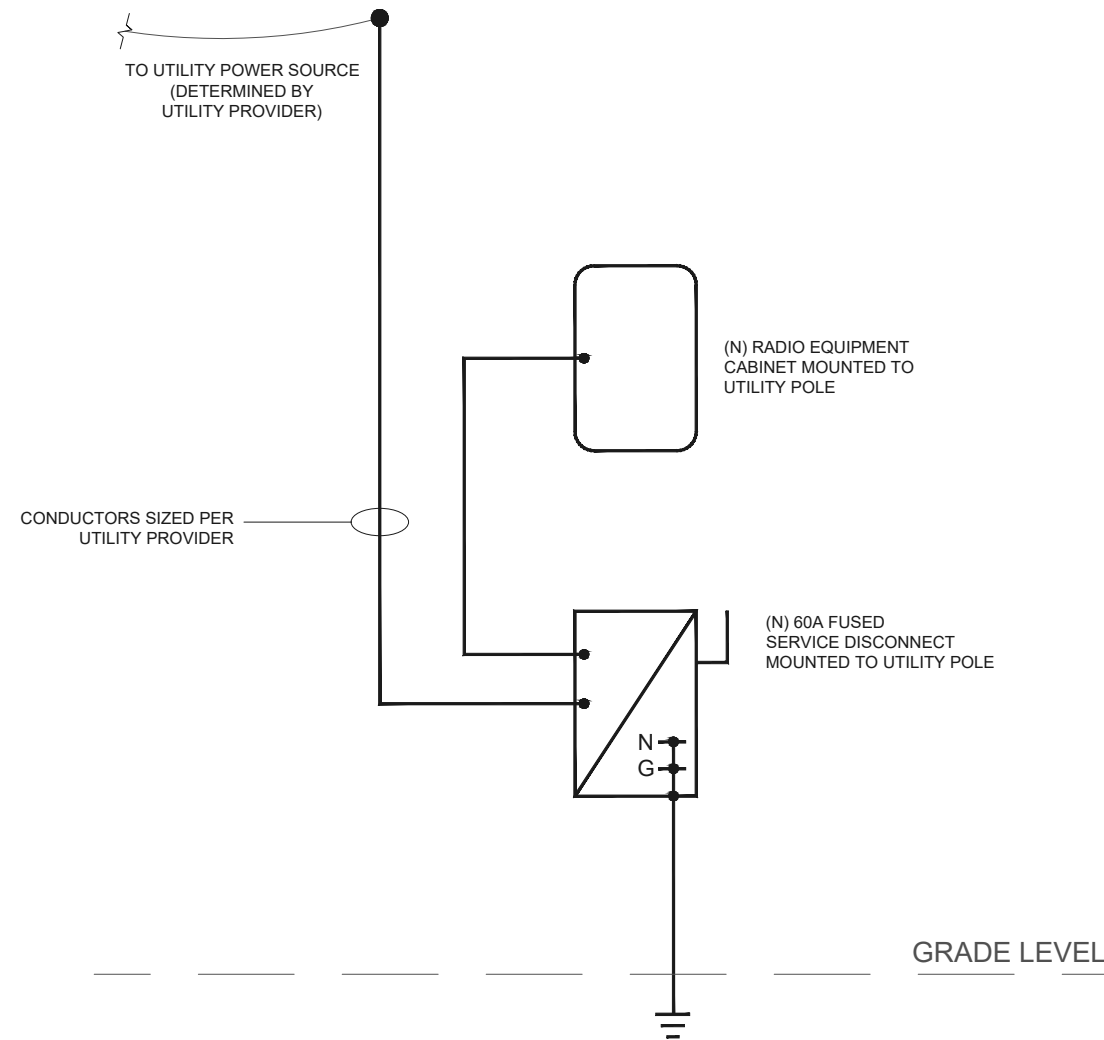 TO UTILITY POWER SOURCE
(DETERMINED BY
UTILITY PROVIDER)
(N) RADIO EQUIPMENT
CABINET MOUNTED TO
UTILITY POLE
CONDUCTORS SIZED PER
UTILITY PROVIDER
(N) 60A FUSED
SERVICE DISCONNECT
MOUNTED TO UTILITY POLE
N
G
GRADE LEVEL